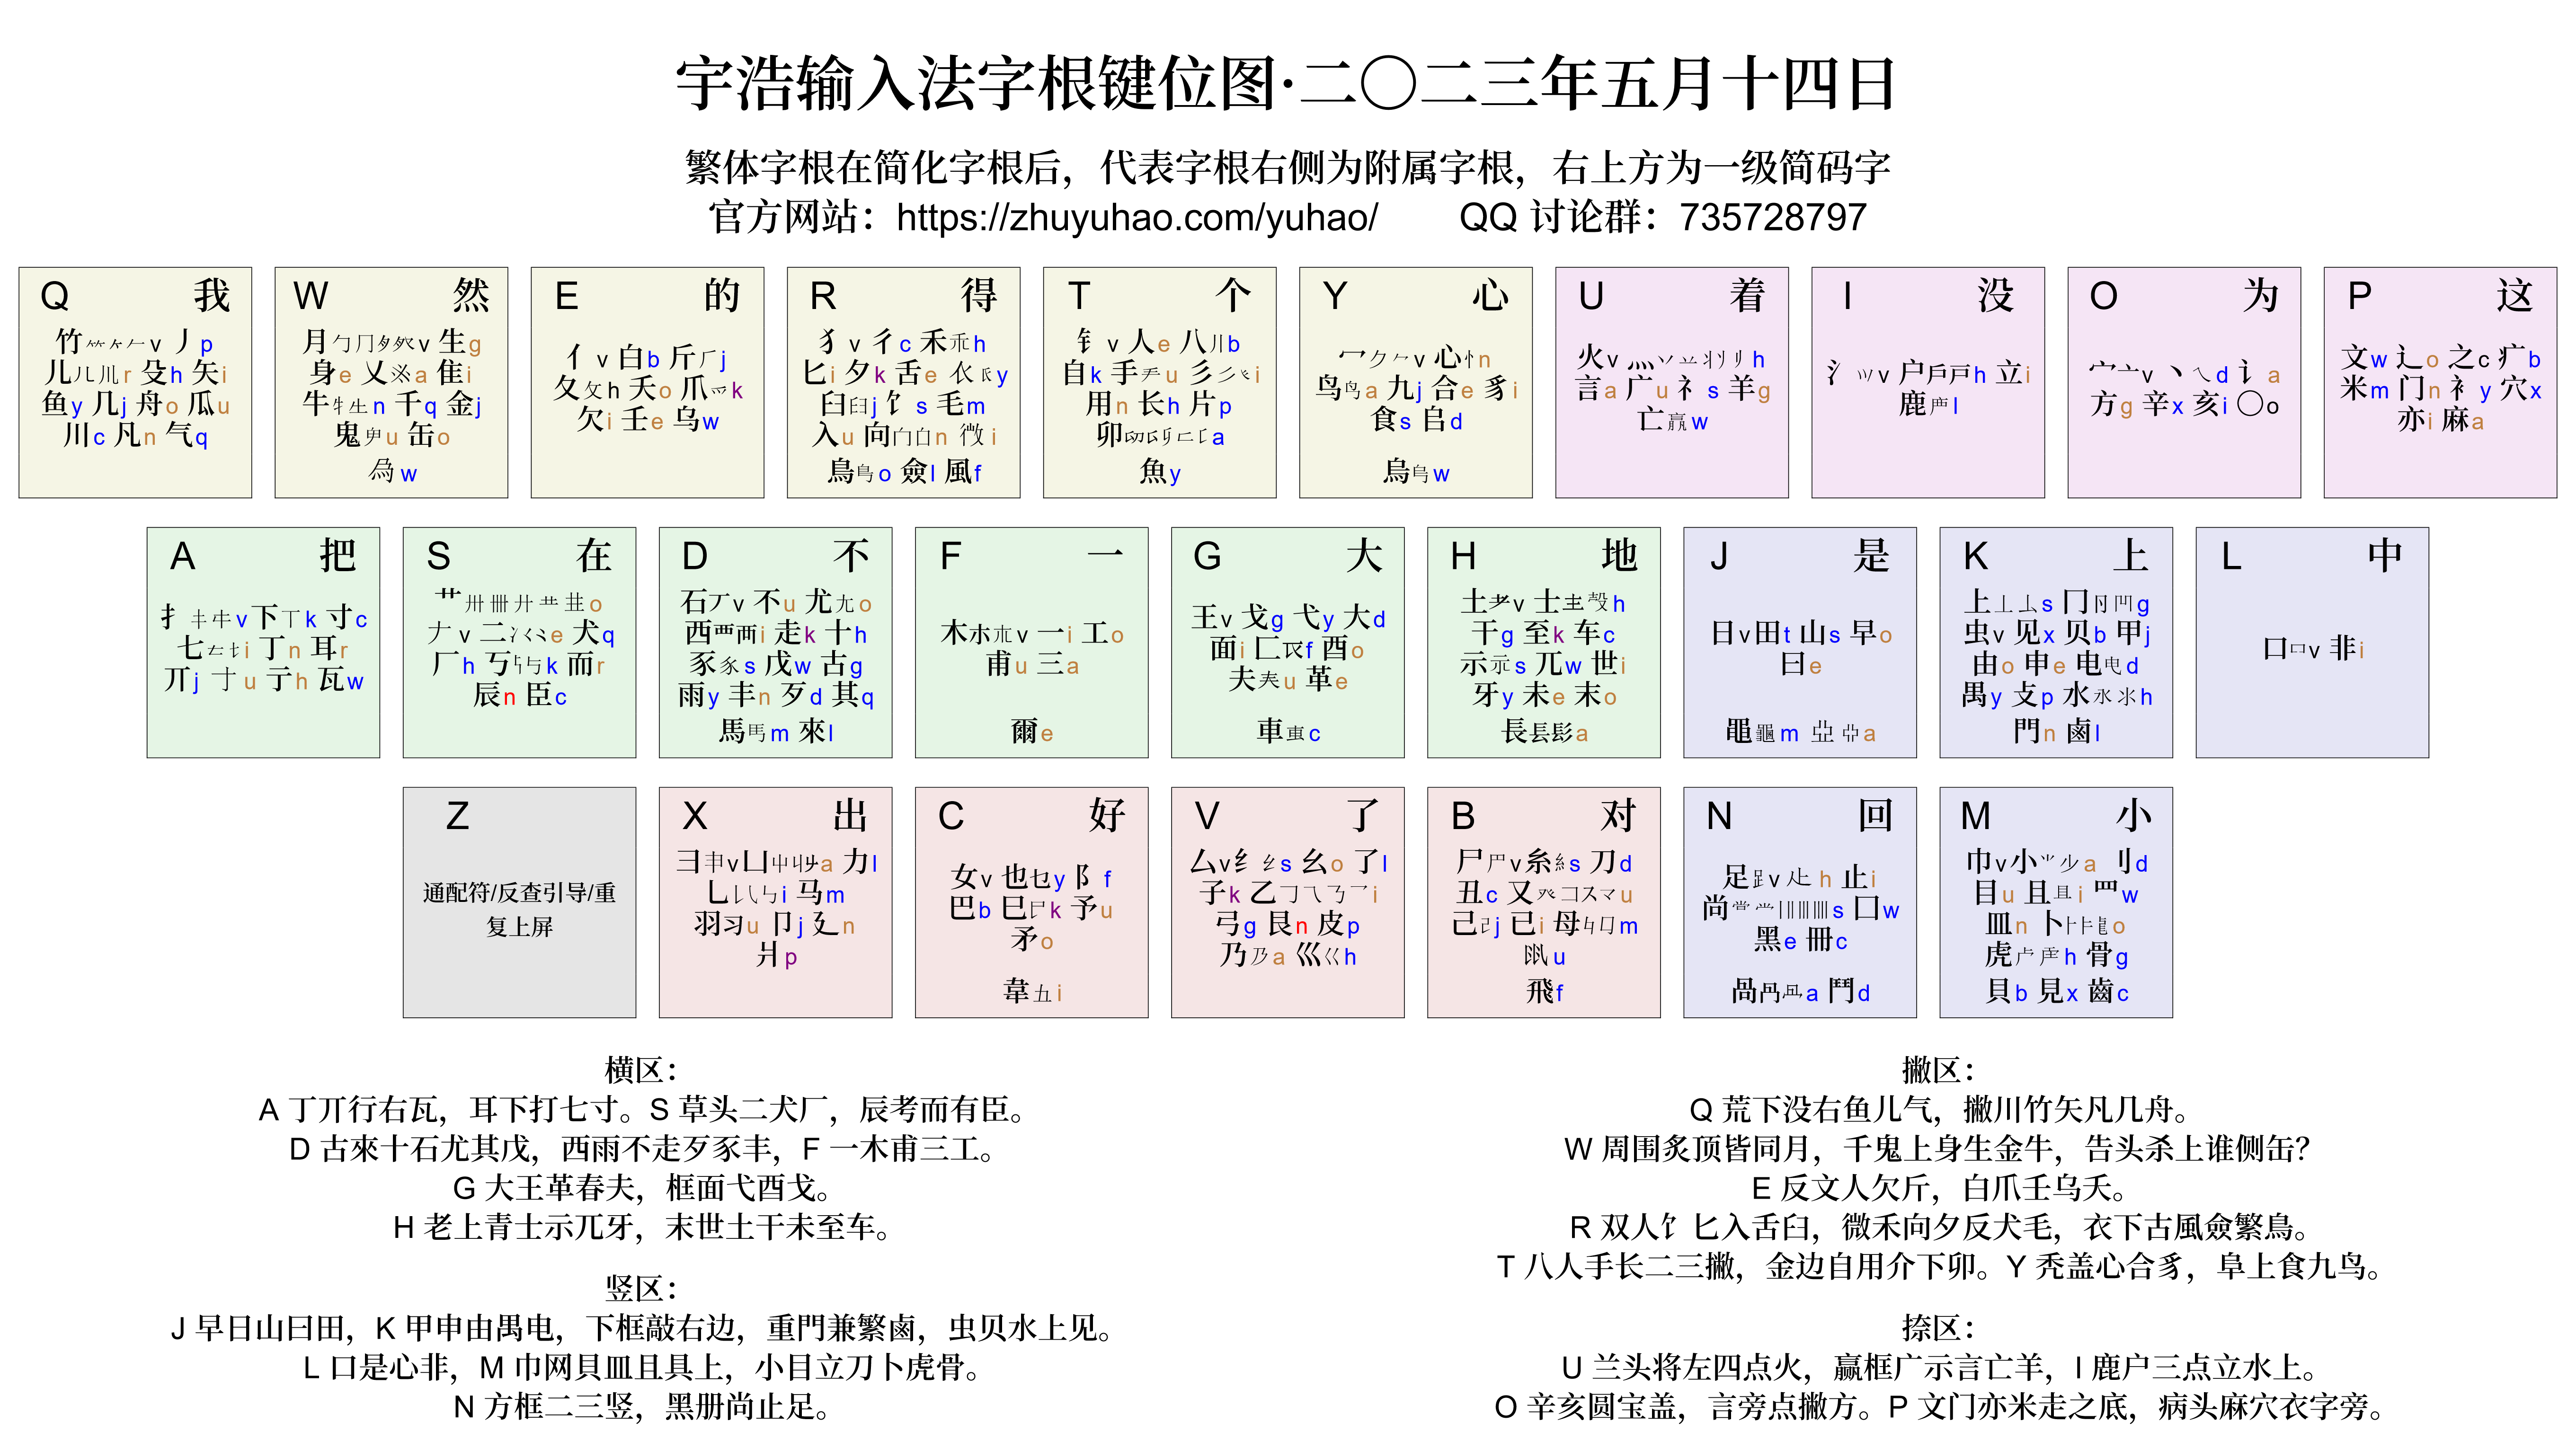 宇浩输入法字根键位图·二〇二三年五月十四日
繁体字根在简化字根后，代表字根右侧为附属字根，右上方为一级简码字
官方网站：https://zhuyuhao.com/yuhao/ QQ 讨论群：735728797
Q 我
竹v 丿p
儿r 殳h 矢i
鱼y 几j 舟o 瓜u
川c 凡n 气q
W 然
月v 生g
身e 乂a 隹i
牛n 千q 金j
鬼u 缶o
w
E 的
亻v 白b 斤j
夂攵h 夭o 爪爫k
欠i 壬e 乌w
R 得
犭v 彳c 禾h
匕i 夕k 舌e 衣y
臼j 饣s 毛m
入u 向n 微i
鳥o 僉l 風f
T 个
钅v 人e 八b
自k 手u 彡i
用n 长h 片p
卯a
魚y
Y 心
冖v 心忄n
鸟a 九j 合e 豸i
食s 㠯d
烏w
U 着
火v 灬丷h
言a 广u 礻s 羊g
亡w
I 没
氵v 户戶戸h 立i
鹿l
O 为
宀亠v 丶乀d 讠a
方g 辛x 亥i 〇o
P 这
文w 辶o 之c 疒b
米m 门n 衤y 穴x
亦i 麻a
A 把
扌v 下k 寸c
七i 丁n 耳r
丌j 寸u 亍h 瓦w
S 在
艹o
v 二冫e 犬q
厂h 丂k 而r
辰n 臣c
D 不
石v 不u 尤o
西覀i 走k 十h
豕s 戊w 古g
雨y 丰n 歹d 其q
馬m 來l
F 一
木v 一i 工o
甫u 三a
爾e
G 大
王v 戈g 弋y 大d
面i 匚f 酉o
夫u 革e
車c
H 地
土耂v 士龶h
干g 至k 车c
示s 兀w 世i
牙y 未e 末o
長镸髟a
J 是
日v田t 山s 早o
曰e
黽m 亞a
K 上
上s 冂g
虫v 见x 贝b 甲j
由o 申e 电d
禺y 攴p 水氺h
門n 鹵l
L 中
口v 非i
Z
通配符/反查引导/重
复上屏
X 出
彐v凵屮a 力l
乚i 马m
羽习u 卩j 廴n
爿p
C 好
女v 也y 阝f
巴b 巳k 予u
矛o
韋i
V 了
厶v纟s 幺o 了l
子k 乙i
弓g 艮n 皮p
乃a 巛巜h
B 对
尸v糸s 刀d
丑c 又u
己j 已i 母m
鼠u
飛f
N 回
足v h 止i
尚s 囗w
黑e 冊c
咼a 鬥d
M 小
巾v小a 刂d
目u 且i 罒w
皿n 卜o
虎h 骨g
貝b 見x 齒c
横区：
A 丁丌行右瓦，耳下打七寸。S 草头二犬厂，辰考而有臣。
D 古來十石尤其戊，西雨不走歹豕丰，F 一木甫三工。
G 大王革春夫，框面弋酉戈。
H 老上青士示兀牙，末世土干未至车。
竖区：
J 早日山曰田，K 甲申由禺电，下框敲右边，重門兼繁鹵，虫贝水上见。
L 口是心非，M 巾网貝皿且具上，小目立刀卜虎骨。
N 方框二三竖，黑册尚止足。
撇区：
Q 荒下没右鱼儿气，撇川竹矢凡几舟。
W 周围炙顶皆同月，千鬼上身生金牛，告头杀上谁侧缶？
E 反文人欠斤，白爪壬乌夭。
R 双人饣匕入舌臼，微禾向夕反犬毛，衣下古風僉繁鳥。
T 八人手长二三撇，金边自用介下卯。Y 秃盖心合豸，阜上食九鸟。
捺区：
U 兰头将左四点火，赢框广示言亡羊，I 鹿户三点立水上。
O 辛亥圆宝盖，言旁点撇方。P 文门亦米走之底，病头麻穴衣字旁。